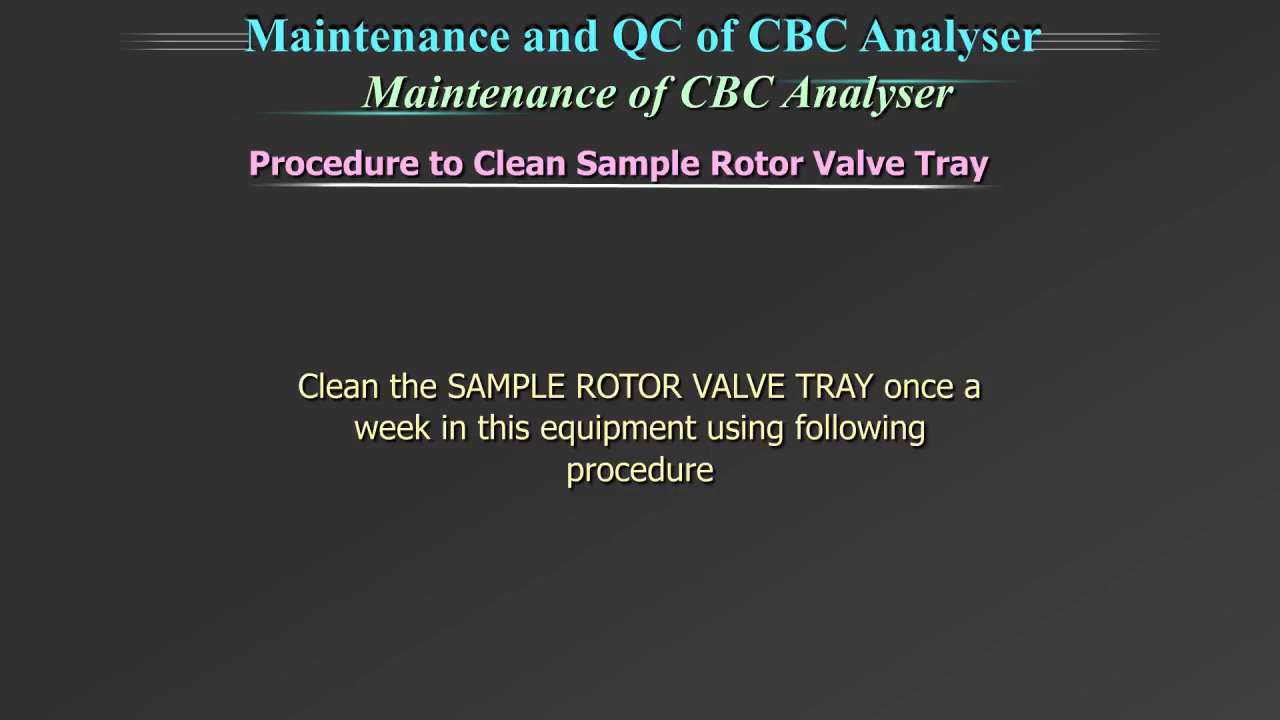 Maintenance and QC of CBC Analyser
Maintenance of CBC Analyser
Procedure to Clean Sample Rotor Valve Tray
Clean the SAMPLE ROTOR VALVE TRAY once a
week in this equipment using following
procedure